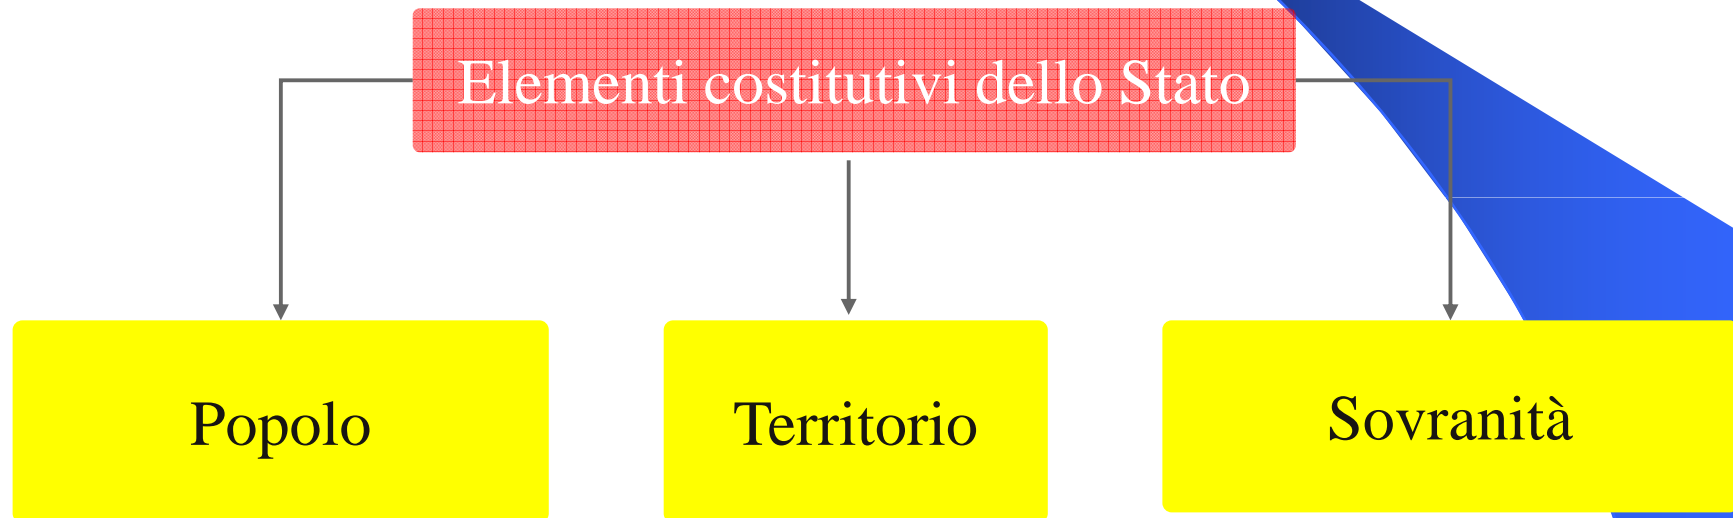 Elementi costitutivi dello Stato
Popolo
Territorio
Sovranità